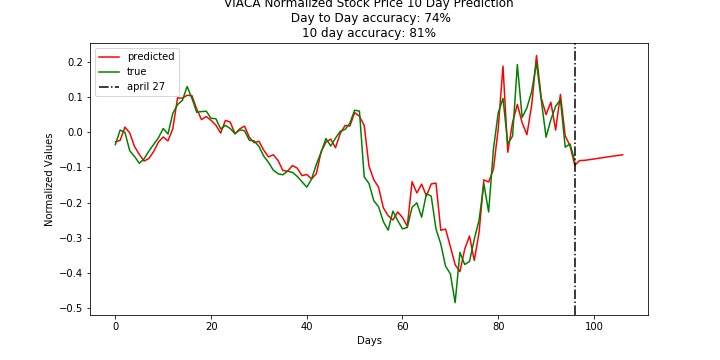 VIACA Normalized Stock Price 10 Day Prediction
Day to Day accuracy: 74%
10 day accuracy: 81%
predicted
true
april 27
Normalized Values
0.2
0.1
0.0
−0.1
−0.2
−0.3
−0.4
−0.5
0
20
40
60
80
100
Days